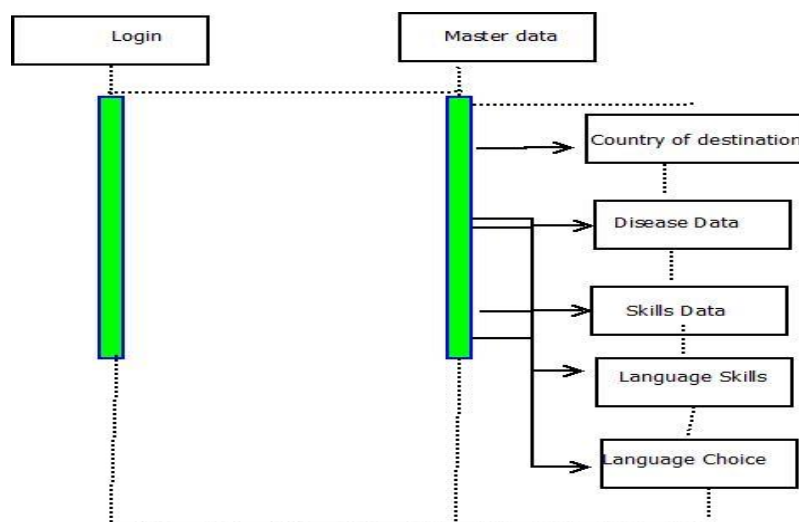 Login
Master data
Country of destination
Disease Data
Skills Data
Language Skills
Language Choice